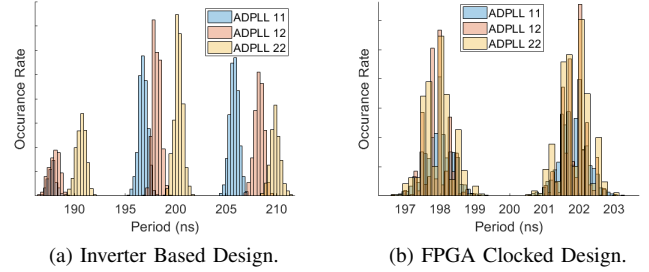 ADPLL 11
ADPLL 12
ADPLL 22
Occurance Rate
190 195 200 205 210
Period (ns)
(a) Inverter Based Design.
ADPLL 11
ADPLL 12
ADPLL 22
Occurance Rate
197 198 199 200 201 202 203
Period (ns)
(b) FPGA Clocked Design.